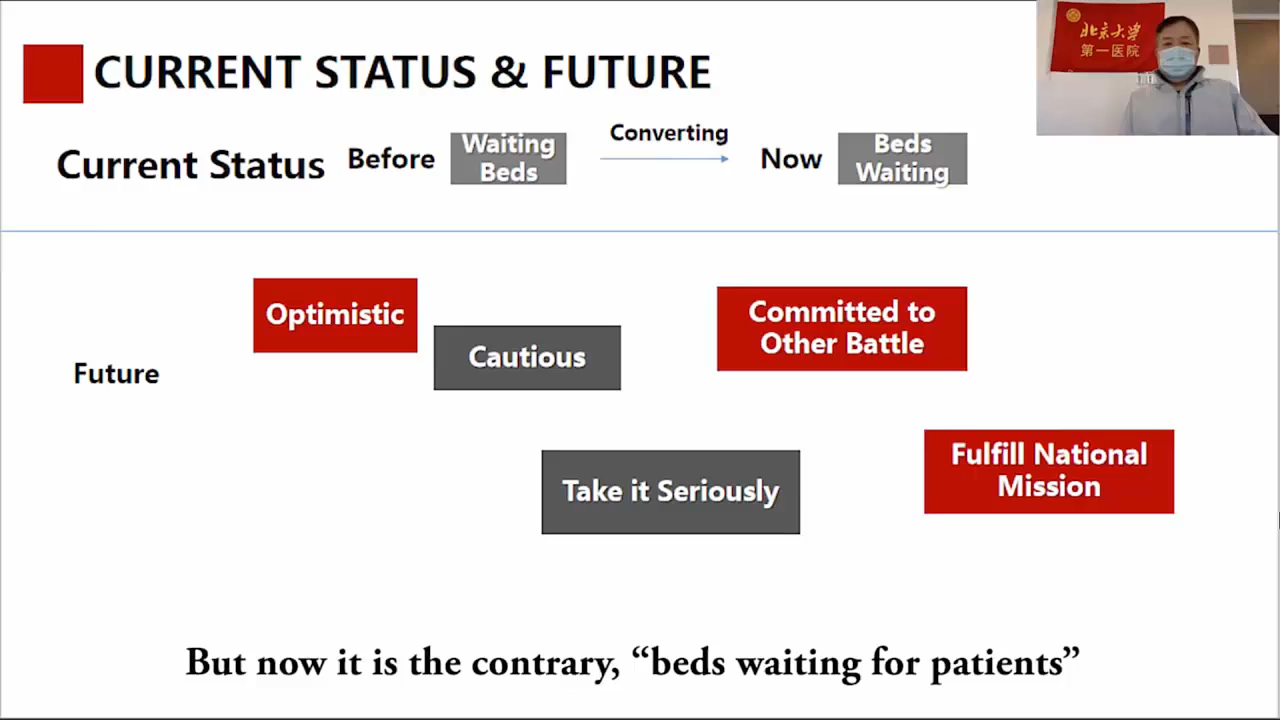 北京大学
第一医院
CURRENT STATUS & FUTURE
Current Status
Before
Waiting
Beds
Converting
Now
Beds
Waiting
Optimistic
Cautious
Committed to
Other Battle
Future
Take it Seriously
Fulfill National
Mission
But now it is the contrary, “beds waiting for patients”